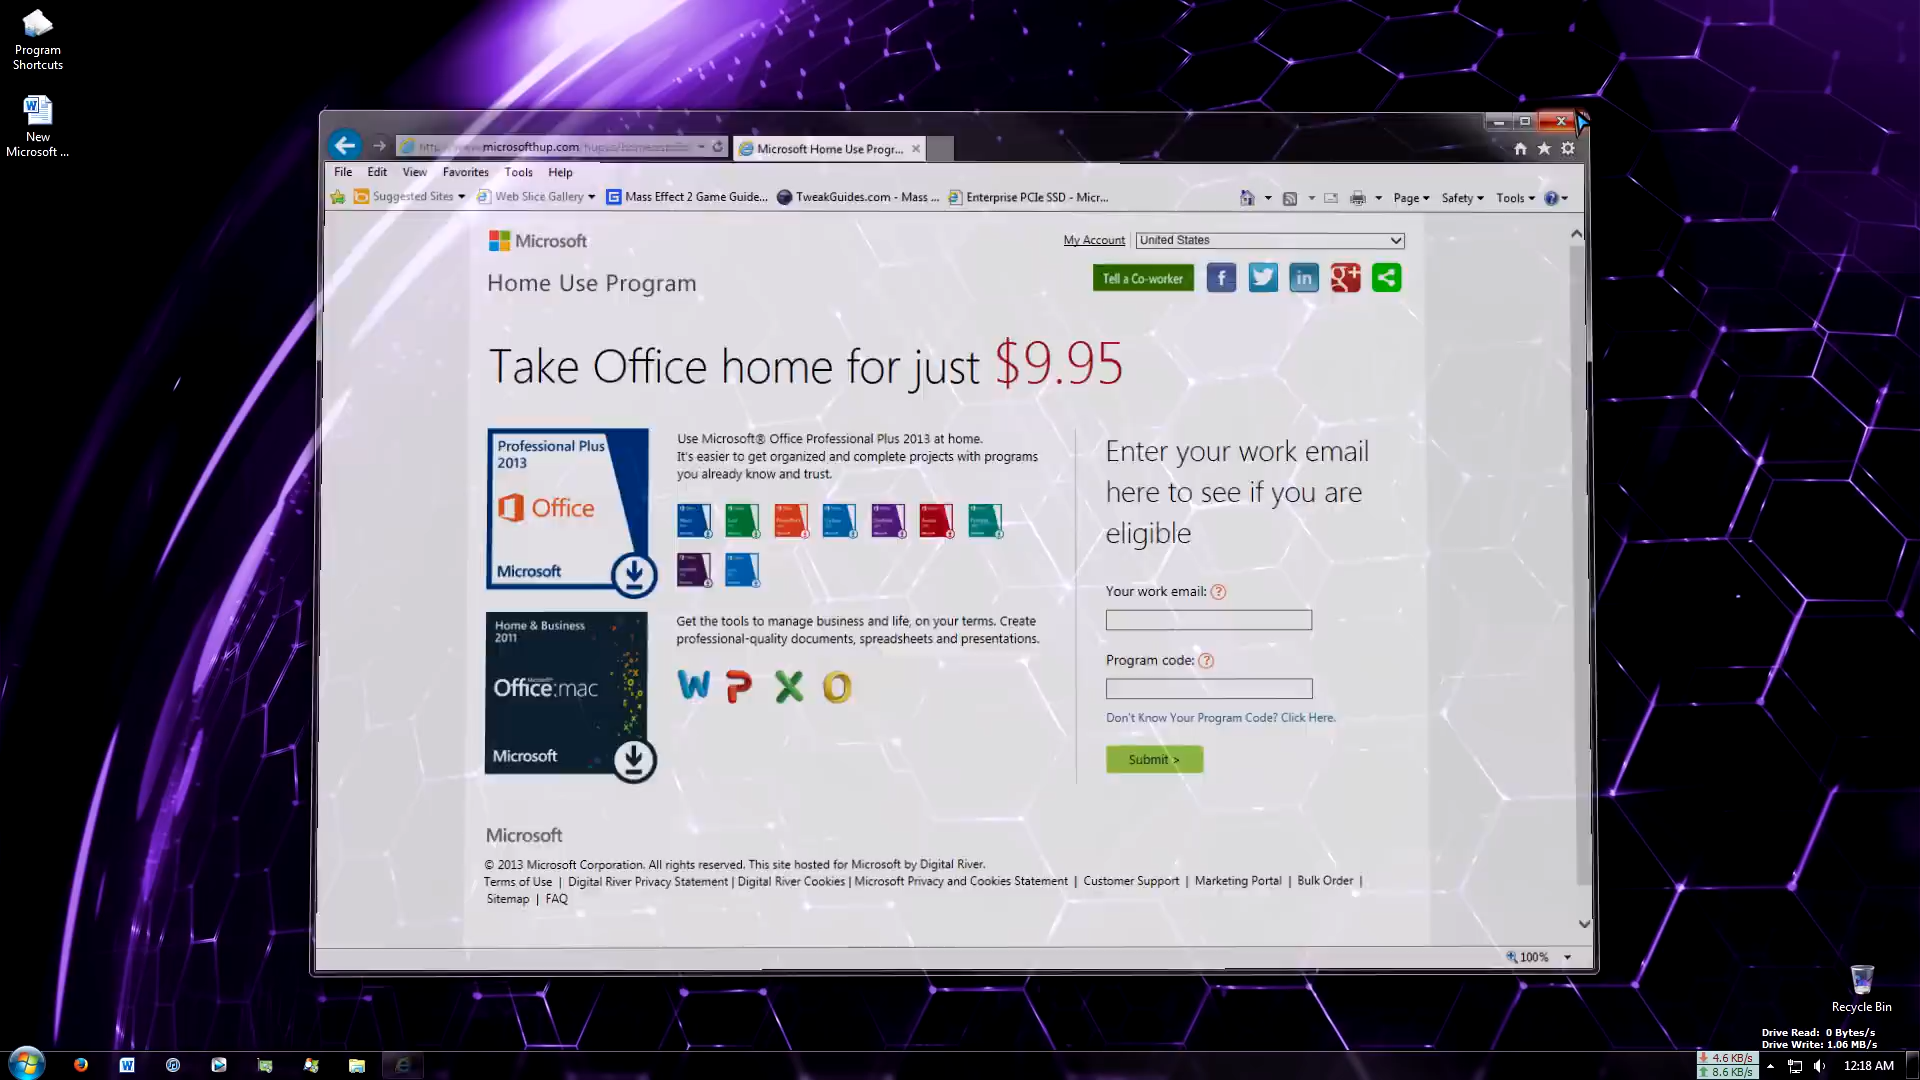 Program
Shortcuts
New
Microsoft ...
www.microsofthup.com
Microsoft Home Use Progr...
File Edit View Favorites Tools Help
Suggested Sites Web Slice Gallery Mass Effect 2 Game Guide... TweakGuides.com - Mass ... Enterprise PCIe SSD - Micr...
Page Safety Tools
Microsoft
My Account United States
Home Use Program
Tell a Co-worker
Take Office home for just $9.95
Professional Plus
2013
Office
Microsoft
Use Microsoft® Office Professional Plus 2013 at home.
It's easier to get organized and complete projects with programs
you already know and trust.
Enter your work email
here to see if you are
eligible
Your work email:
Program code:
Don't Know Your Program Code? Click Here.
Submit >
Home & Business
2011
Office:mac
Microsoft
Get the tools to manage business and life, on your terms. Create
professional-quality documents, spreadsheets and presentations.
Microsoft
© 2013 Microsoft Corporation. All rights reserved. This site hosted for Microsoft by Digital River.
Terms of Use | Digital River Privacy Statement | Digital River Cookies | Microsoft Privacy and Cookies Statement | Customer Support | Marketing Portal | Bulk Order |
Sitemap | FAQ
100%
Recycle Bin
Drive Read: 0 Bytes/s
Drive Write: 1.06 MB/s
4.6 KB/s
8.6 KB/s
12:18 AM